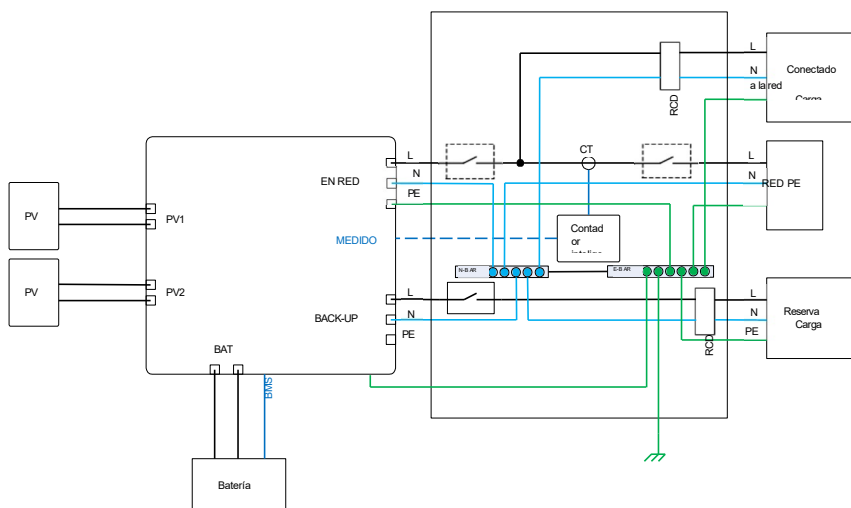 L
N
a la red
Conectado
Carga
RCD
CT
L
N
PE
EN RED
L
N
RED PE
PV
PV1
MEDIDO
Contad
or
N-BAR
E-BAR
PV
PV2
L
BACK-UP
N
PE
L
N
PE
Reserva
Carga
RCD
BAT
BMS
Batería